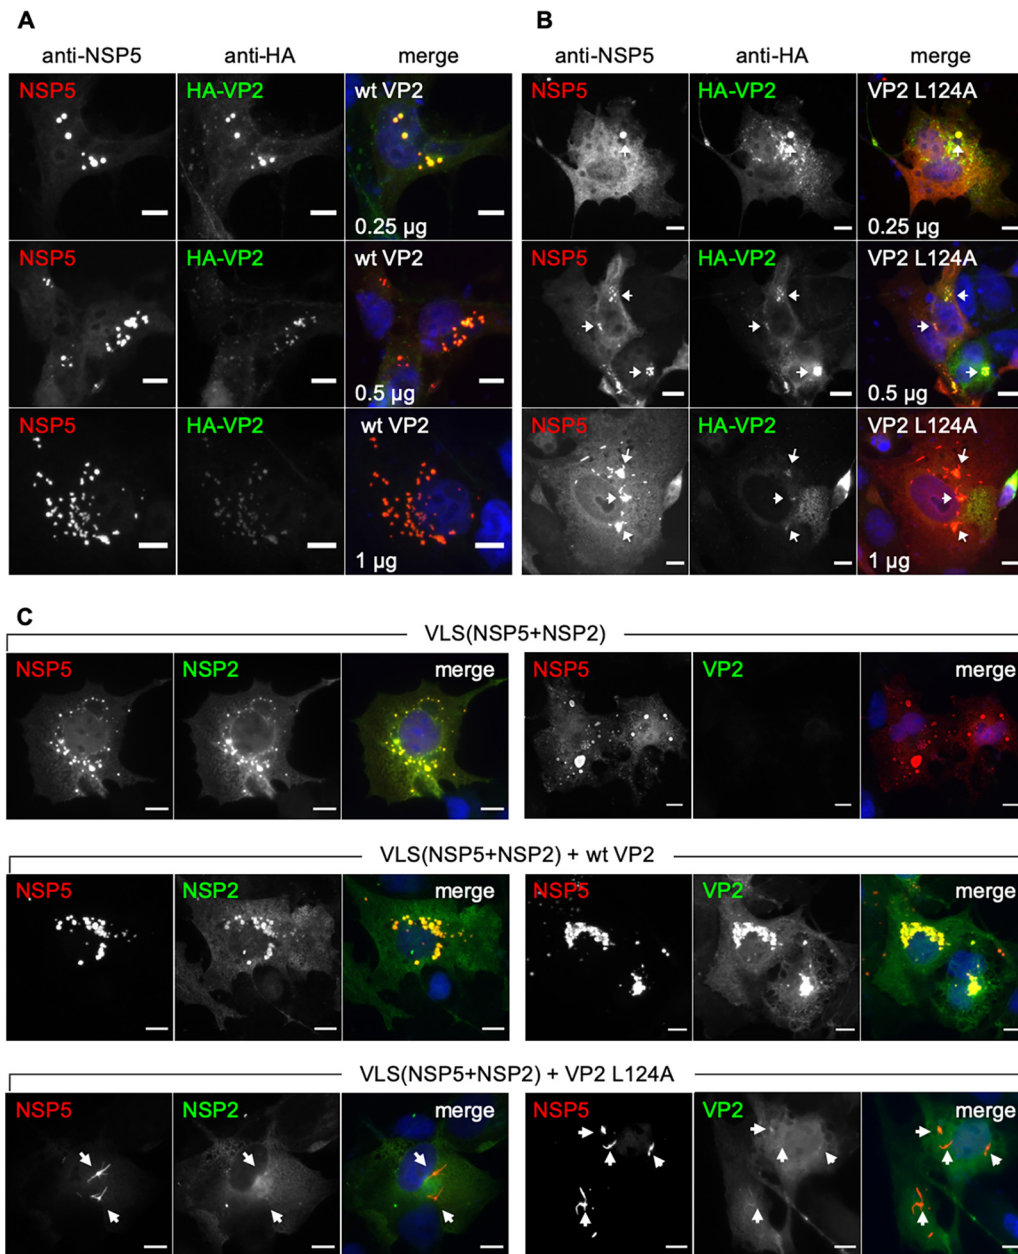 A
B
anti-NSP5 anti-HA merge
anti-NSP5 anti-HA merge
NSP5 HA-VP2 wt VP2
NSP5 HA-VP2 VP2 L124A
0.25 µg
0.25 µg
NSP5 HA-VP2 wt VP2
NSP5 HA-VP2 VP2 L124A
0.5 µg
0.5 µg
NSP5 HA-VP2 wt VP2
NSP5 HA-VP2 VP2 L124A
1 µg
1 µg
C
VLS(NSP5+NSP2)
NSP5 NSP2 merge
NSP5 VP2 merge
VLS(NSP5+NSP2) + wt VP2
NSP5 NSP2 merge
NSP5 VP2 merge
VLS(NSP5+NSP2) + VP2 L124A
NSP5 NSP2 merge
NSP5 VP2 merge